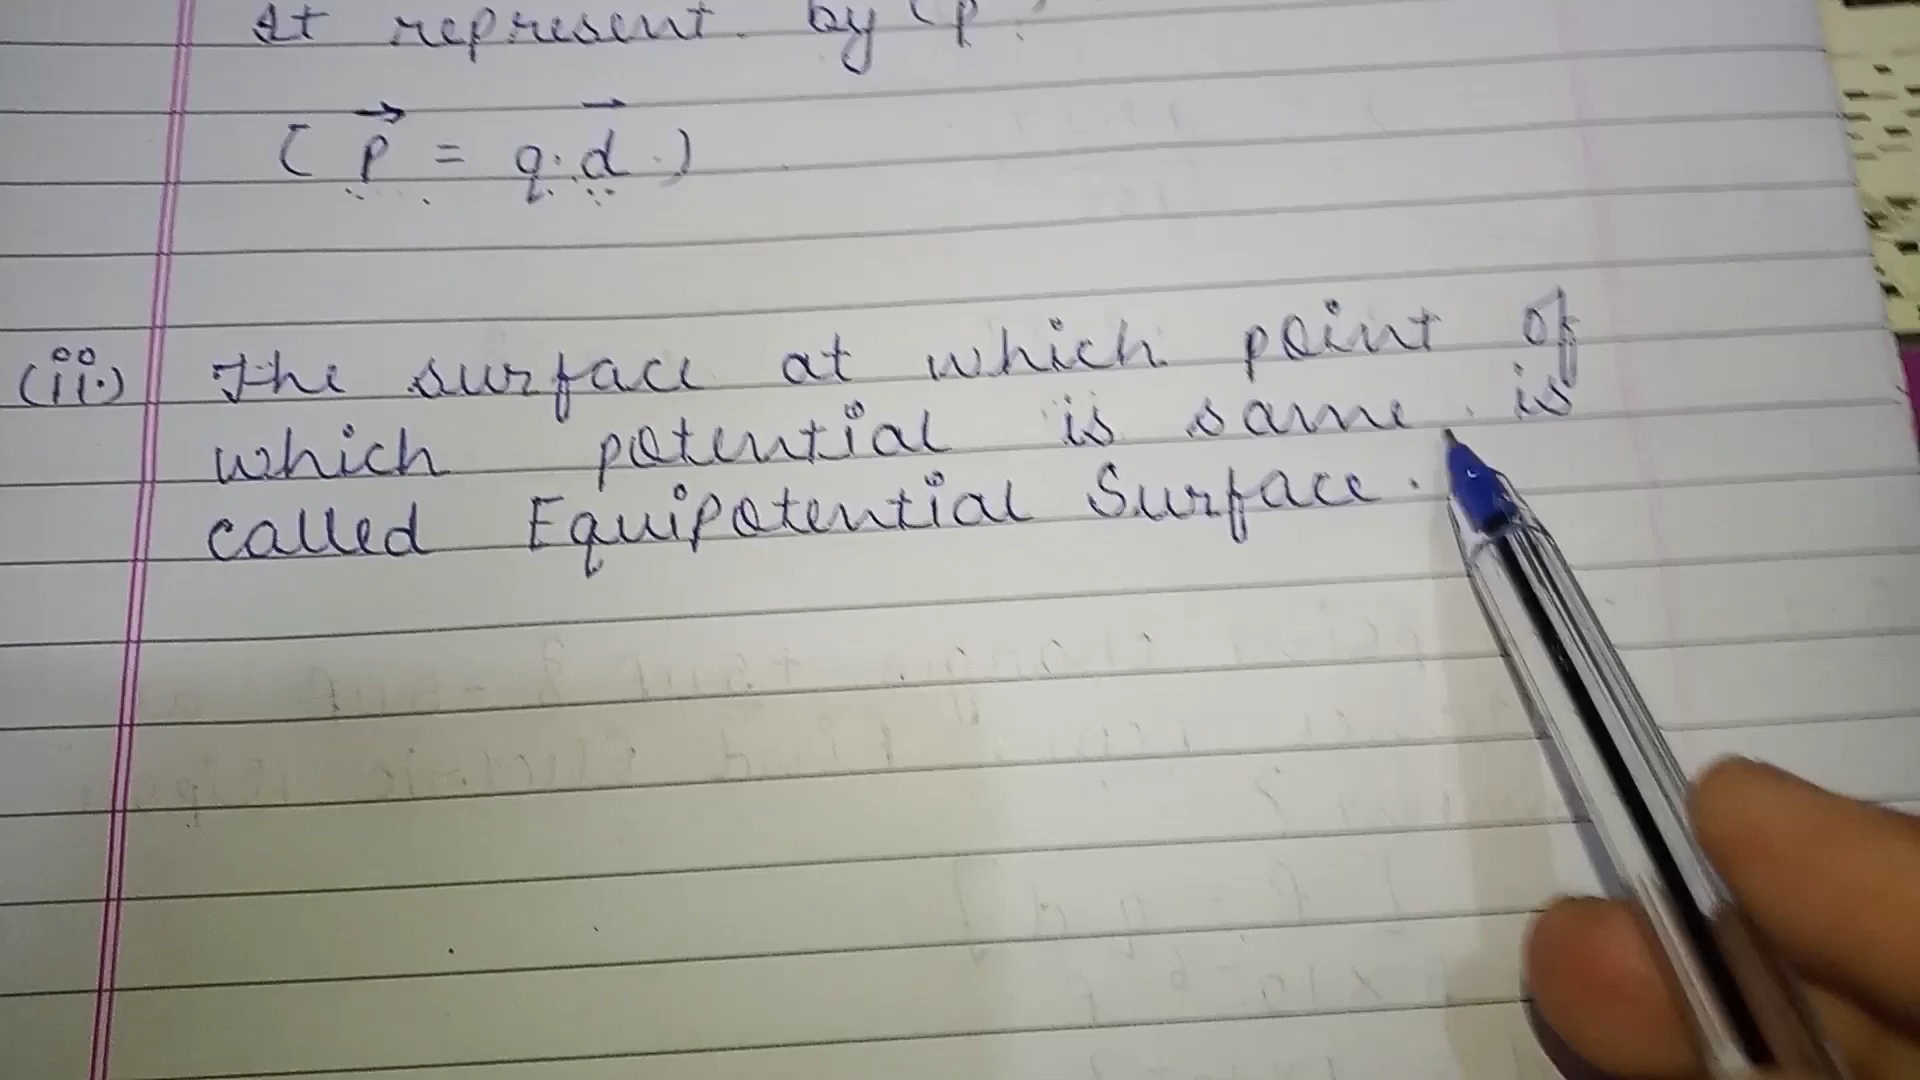 It represent by (p
( p⃗ = q. d⃗ .)
(ii.) The surface at which point of
which potential is same. is
called Equipotential Surface.